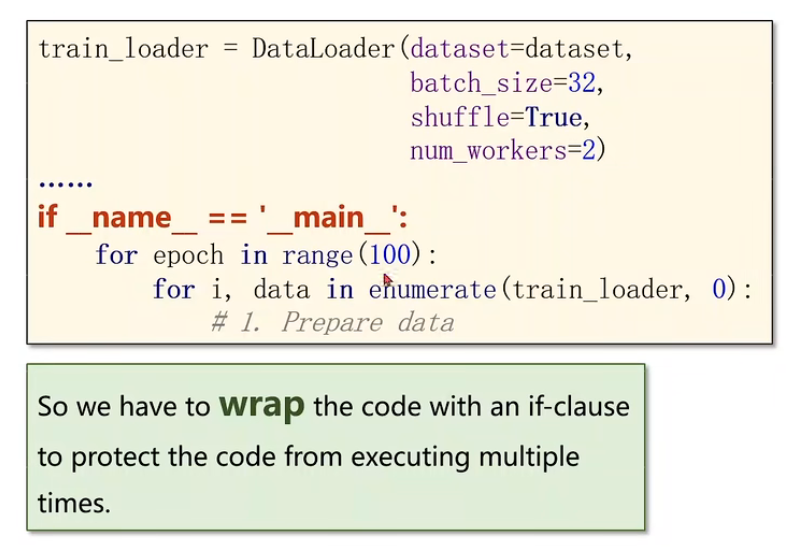 train_loader = DataLoader(dataset=dataset,
                          batch_size=32,
                          shuffle=True,
                          num_workers=2)
……
if __name__ == '__main__':
    for epoch in range(100):
        for i, data in enumerate(train_loader, 0):
            # 1. Prepare data
So we have to wrap the code with an if-clause
to protect the code from executing multiple
times.